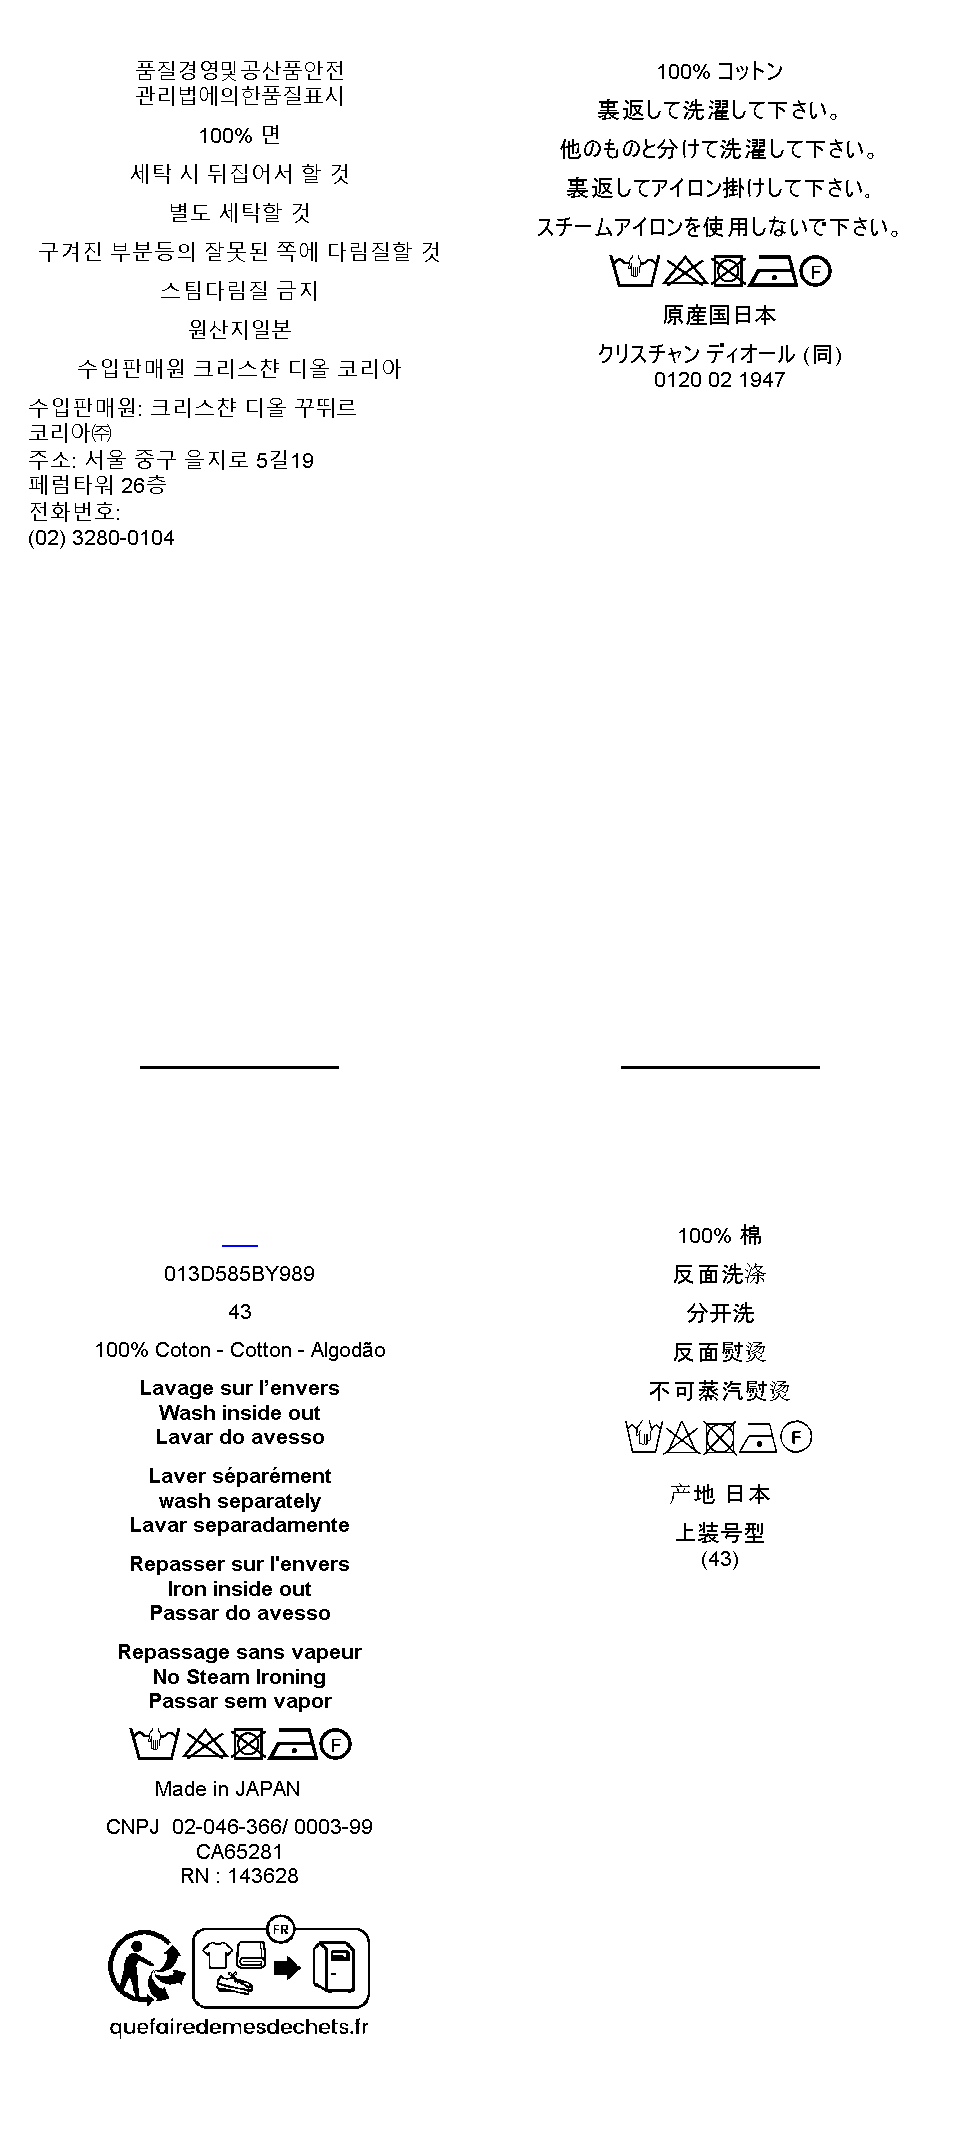 품질경영및공산품안전
관리법에의한품질표시
100% 면
세탁 시 뒤집어서 할 것
별도 세탁할 것
구겨진 부분등의 잘못된 쪽에 다림질할 것
스팀다림질 금지
원산지일본
수입판매원 크리스챤 디올 코리아
수입판매원: 크리스챤 디올 꾸뛰르
코리아㈜
주소: 서울 중구 을지로 5길19
페럼타워 26층
전화번호:
(02) 3280-0104
100% コットン
裏返して洗濯して下さい。
他のものと分けて洗濯して下さい。
裏返してアイロン掛けして下さい。
スチームアイロンを使用しないで下さい。
F
原産国日本
クリスチャン ディオール (同)
0120 02 1947
013D585BY989
43
100% Coton - Cotton - Algodão
Lavage sur l’envers
Wash inside out
Lavar do avesso
Laver séparément
wash separately
Lavar separadamente
Repasser sur l'envers
Iron inside out
Passar do avesso
Repassage sans vapeur
No Steam Ironing
Passar sem vapor
F
Made in JAPAN
CNPJ 02-046-366/ 0003-99
CA65281
RN : 143628
FR
quefairedemesdechets.fr
100% 棉
反面洗涤
分开洗
反面熨烫
不可蒸汽熨烫
F
产地 日本
上装号型
(43)